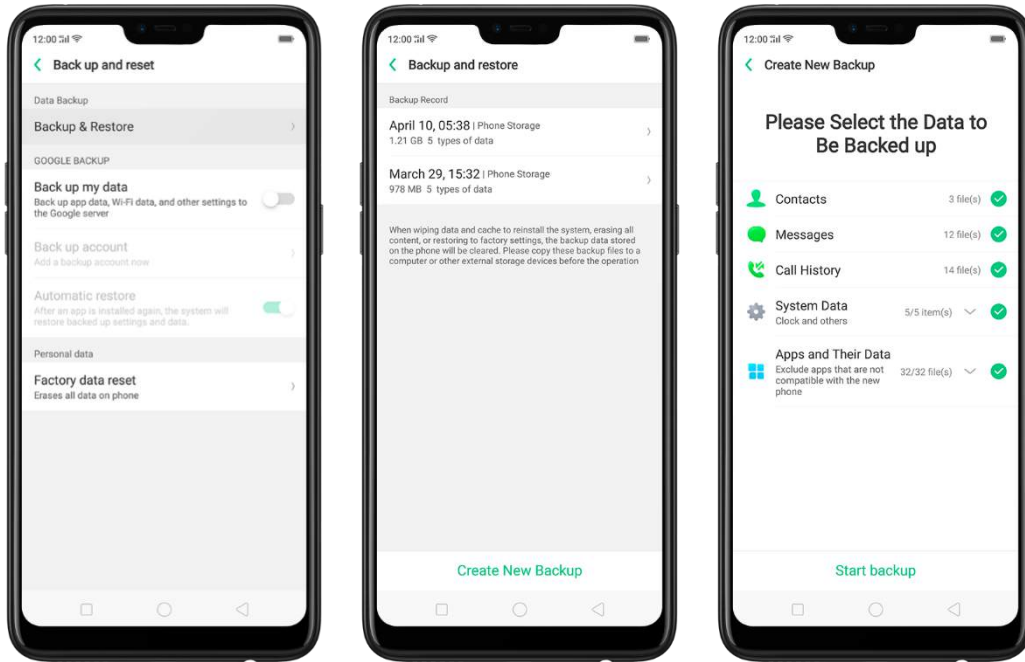 12:00
Back up and reset
Data Backup
Backup & Restore
GOOGLE BACKUP
Back up my data
Back up app data, Wi-Fi data, and other settings to
the Google server
Back up account
Add a backup account now
Automatic restore
After an app is installed again, the system will
restore backed up settings and data.
Personal data
Factory data reset
Erases all data on phone
12:00
Backup and restore
Backup Record
April 10, 05:38 | Phone Storage
1.21 GB 5 types of data
March 29, 15:32 | Phone Storage
978 MB 5 types of data
When wiping data and cache to reinstall the system, erasing all
content, or restoring to factory settings, the backup data stored
on the phone will be cleared. Please copy these backup files to a
computer or other external storage devices before the operation
Create New Backup
12:00
Create New Backup
Please Select the Data to
Be Backed up
Contacts 3 file(s)
Messages 12 file(s)
Call History 14 file(s)
System Data
Clock and others
5/5 item(s)
Apps and Their Data
Exclude apps that are not
compatible with the new
phone
32/32 file(s)
Start backup